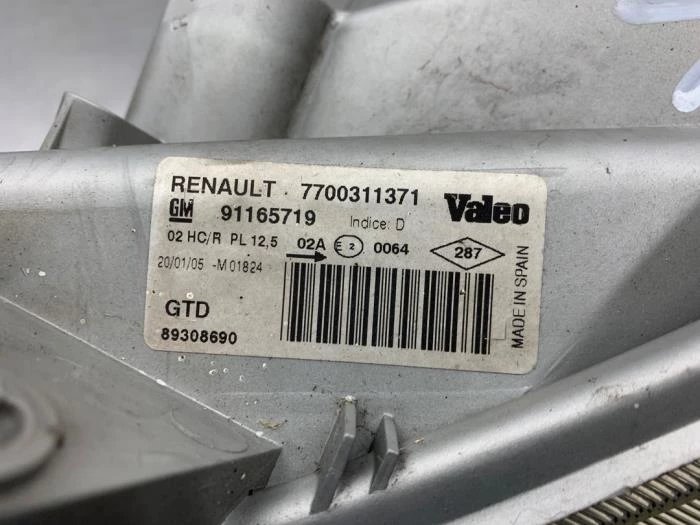 RENAULT · 7700311371
GM 91165719 Indice: D Valeo
02 HC/R PL 12,5 02A E2 0064 287
20/01/05 -M 01824
GTD
89308690
MADE IN SPAIN